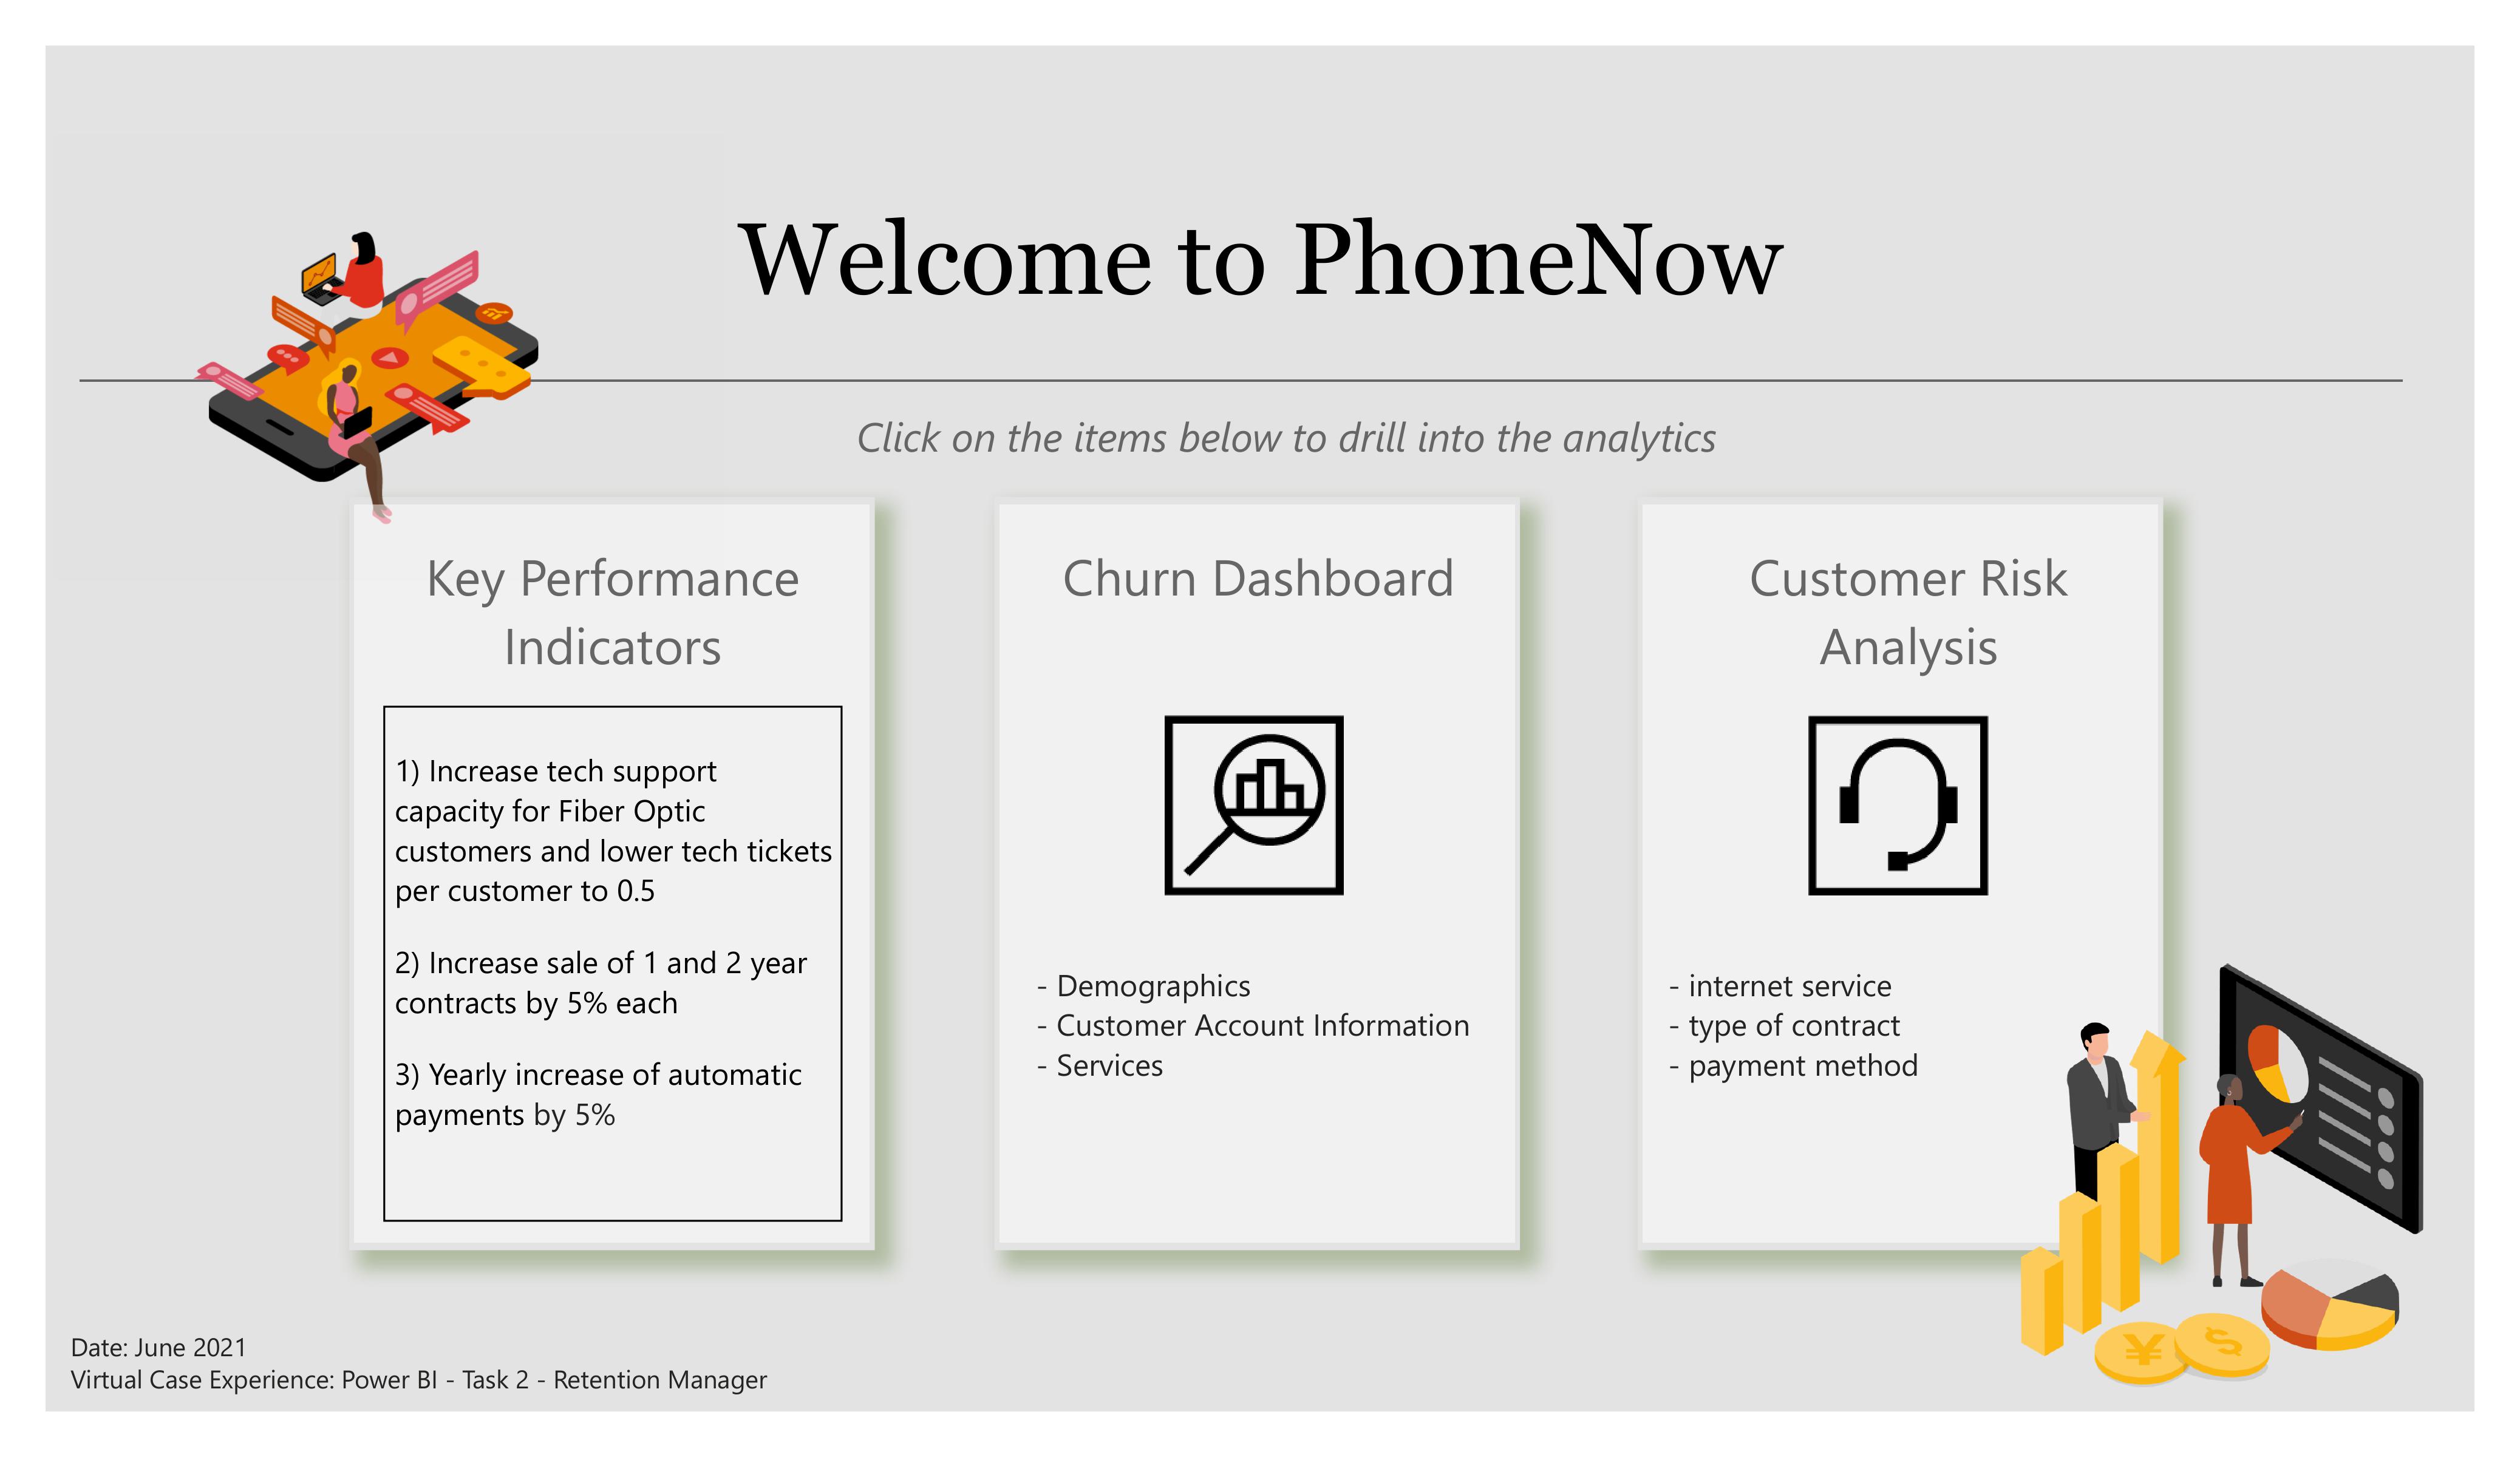 Welcome to PhoneNow
Click on the items below to drill into the analytics
Key Performance
Indicators
1) Increase tech support
capacity for Fiber Optic
customers and lower tech tickets
per customer to 0.5
2) Increase sale of 1 and 2 year
contracts by 5% each
3) Yearly increase of automatic
payments by 5%
Churn Dashboard
- Demographics
- Customer Account Information
- Services
Customer Risk
Analysis
- internet service
- type of contract
- payment method
¥
$
Date: June 2021
Virtual Case Experience: Power BI - Task 2 - Retention Manager